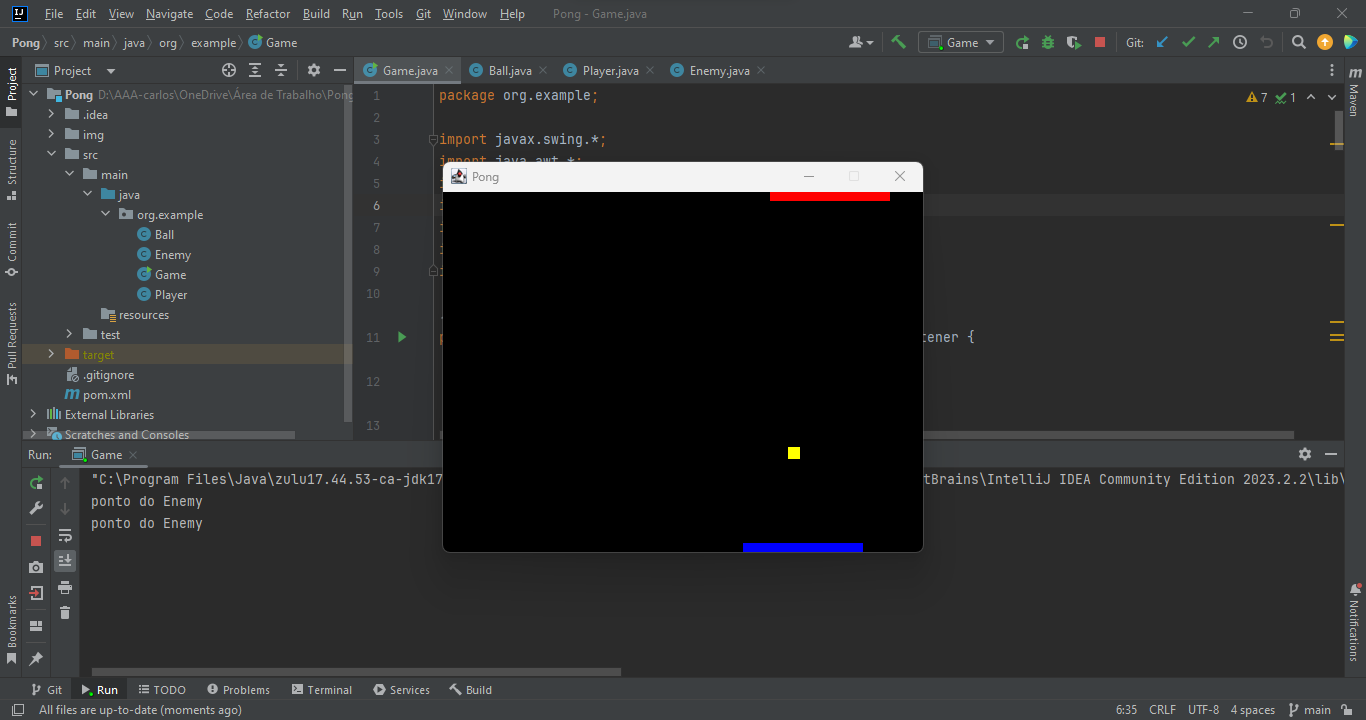 File Edit View Navigate Code Refactor Build Run Tools Git Window Help Pong - Game.java
Pong src main java org example Game
Game Git:
Project
Game.java Ball.java Player.java Enemy.java
Pong D:\AAA-carlos\OneDrive\Área de Trabalho\Pong
.idea
img
src
main
java
org.example
Ball
Enemy
Game
Player
resources
test
target
.gitignore
pom.xml
External Libraries
Scratches and Consoles
1 package org.example;
7 1
2
3 import javax.swing.*;
4 import java.awt.*;
5
6
7
8
9
10
11 tener {
12
13
Pong
Run: Game
"C:\Program Files\Java\zulu17.44.53-ca-jdk17 tBrains\IntelliJ IDEA Community Edition 2023.2.2\lib\
ponto do Enemy
ponto do Enemy
Project
Structure
Commit
Pull Requests
Bookmarks
Maven
Notifications
Git Run TODO Problems Terminal Services Build
All files are up-to-date (moments ago) 6:35 CRLF UTF-8 4 spaces main